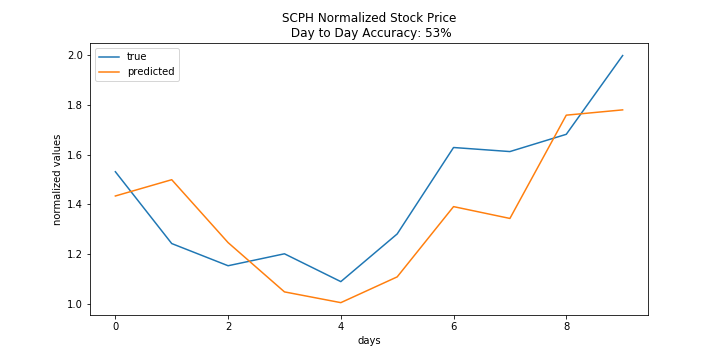 SCPH Normalized Stock Price
Day to Day Accuracy: 53%
true
predicted
2.0
1.8
1.6
1.4
1.2
1.0
normalized values
0
2
4
6
8
days